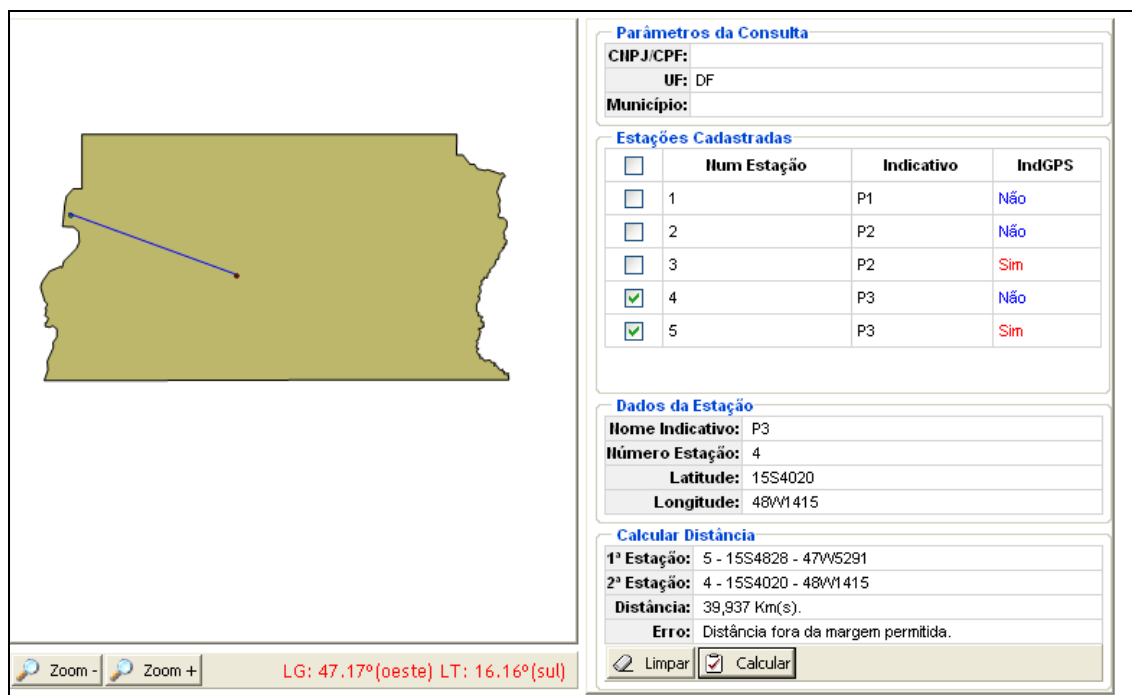 Parâmetros da Consulta
CNPJ/CPF:
UF: DF
Município:
Estações Cadastradas
Num Estação Indicativo IndGPS
1 P1 Não
2 P2 Não
3 P2 Sim
4 P3 Não
5 P3 Sim
Dados da Estação
Nome Indicativo: P3
Número Estação: 4
Latitude: 15S4020
Longitude: 48W1415
Calcular Distância
1ª Estação: 5 - 15S4828 - 47W5291
2ª Estação: 4 - 15S4020 - 48W1415
Distância: 39,937 Km(s).
Erro: Distância fora da margem permitida.
Limpar Calcular
Zoom - Zoom + LG: 47.17º(oeste) LT: 16.16º(sul)